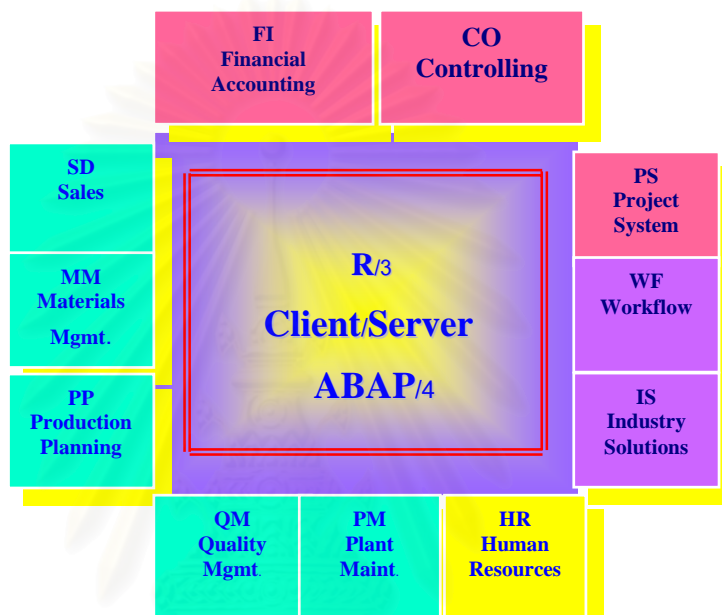 FI
Financial
Accounting
CO
Controlling
SD
Sales
MM
Materials
Mgmt.
PP
Production
Planning
R/3
Client/Server
ABAP/4
PS
Project
System
WF
Workflow
IS
Industry
Solutions
QM
Quality
Mgmt.
PM
Plant
Maint.
HR
Human
Resources